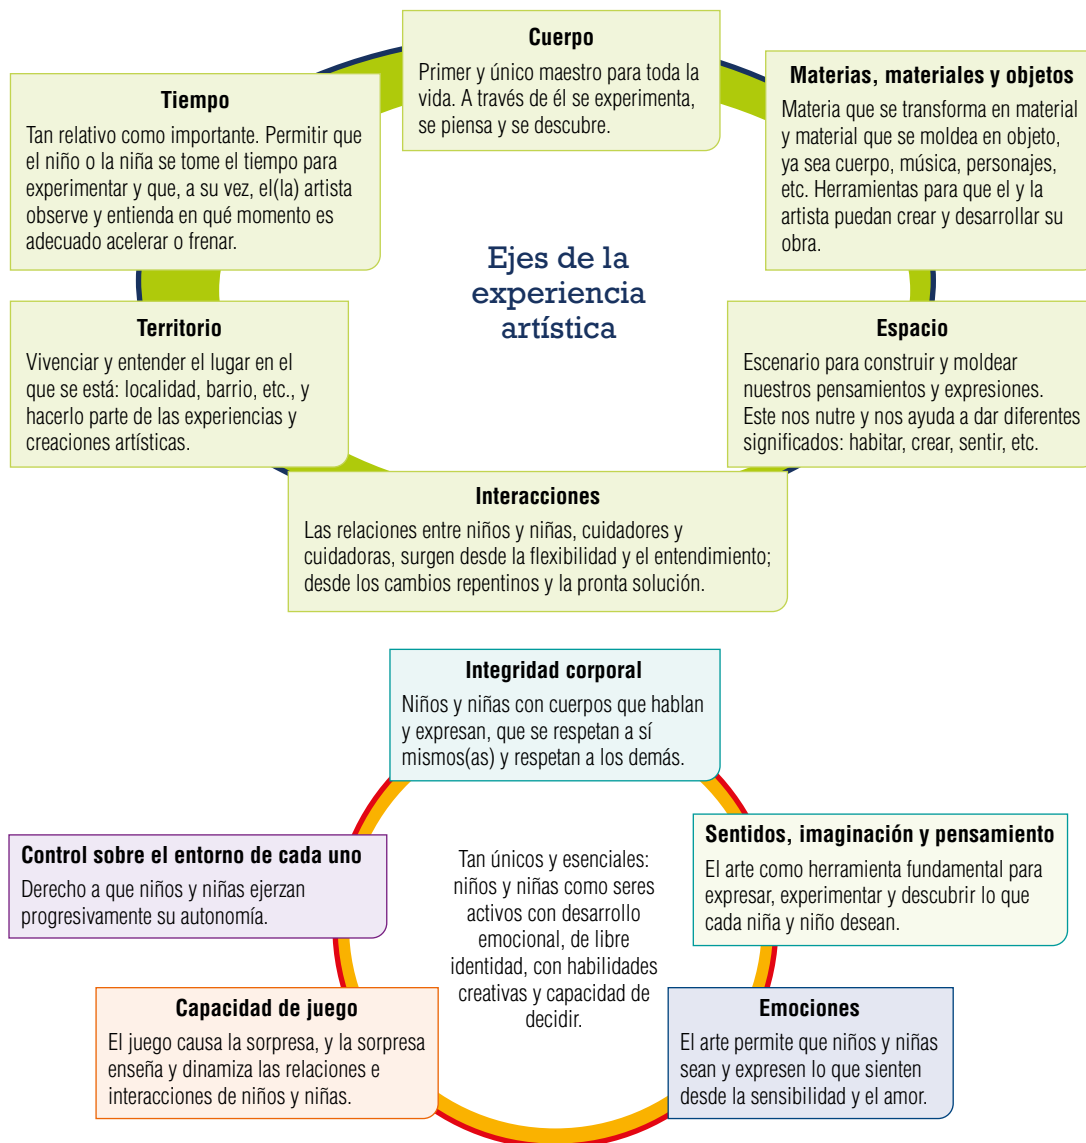 Cuerpo
Primer y único maestro para toda la
vida. A través de él se experimenta,
se piensa y se descubre.
Materias, materiales y objetos
Materia que se transforma en material
y material que se moldea en objeto,
ya sea cuerpo, música, personajes,
etc. Herramientas para que el y la
artista puedan crear y desarrollar su
obra.
Tiempo
Tan relativo como importante. Permitir que
el niño o la niña se tome el tiempo para
experimentar y que, a su vez, el(la) artista
observe y entienda en qué momento es
adecuado acelerar o frenar.
Ejes de la
experiencia
artística
Territorio
Vivenciar y entender el lugar en el
que se está: localidad, barrio, etc., y
hacerlo parte de las experiencias y
creaciones artísticas.
Espacio
Escenario para construir y moldear
nuestros pensamientos y expresiones.
Este nos nutre y nos ayuda a dar diferentes
significados: habitar, crear, sentir, etc.
Interacciones
Las relaciones entre niños y niñas, cuidadores y
cuidadoras, surgen desde la flexibilidad y el entendimiento;
desde los cambios repentinos y la pronta solución.
Integridad corporal
Niños y niñas con cuerpos que hablan
y expresan, que se respetan a sí
mismos(as) y respetan a los demás.
Control sobre el entorno de cada uno
Derecho a que niños y niñas ejerzan
progresivamente su autonomía.
Tan únicos y esenciales:
niños y niñas como seres
activos con desarrollo
emocional, de libre
identidad, con habilidades
creativas y capacidad de
decidir.
Sentidos, imaginación y pensamiento
El arte como herramienta fundamental para
expresar, experimentar y descubrir lo que
cada niña y niño desean.
Capacidad de juego
El juego causa la sorpresa, y la sorpresa
enseña y dinamiza las relaciones e
interacciones de niños y niñas.
Emociones
El arte permite que niños y niñas
sean y expresen lo que sienten
desde la sensibilidad y el amor.